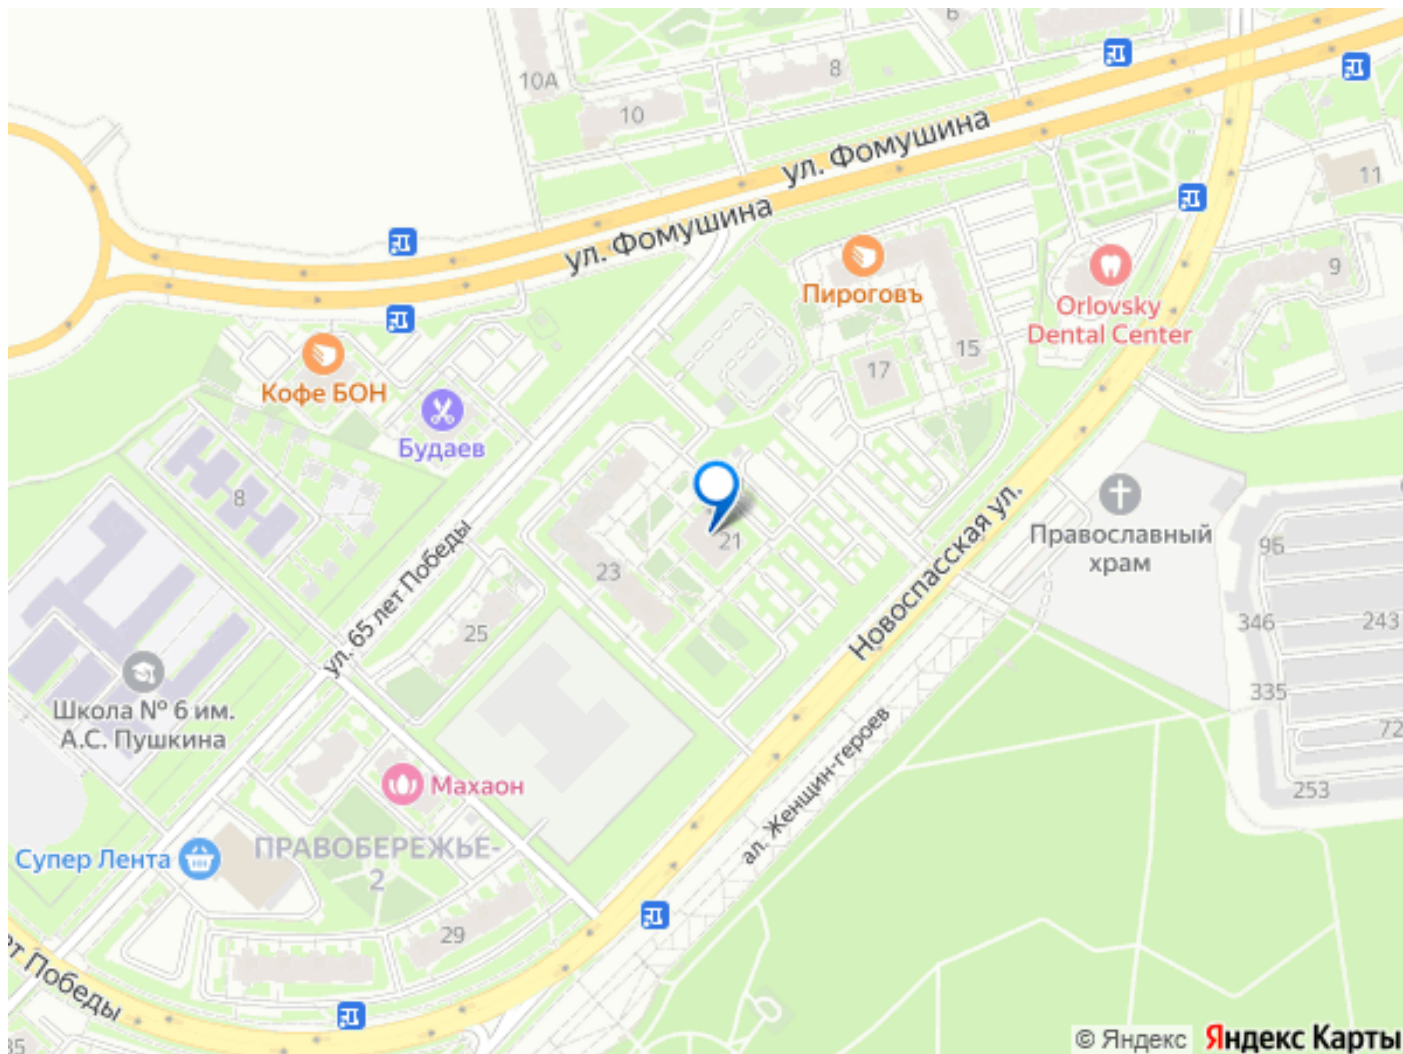 6
8
10А
10
ул. Фомушина
ул. Фомушина
11
9
Пироговъ
Orlovsky
Dental Center
15
17
Кофе БОН
Будаев
8
21
23
25
ул. 65 лет Победы
Новоспасская ул.
Православный
храм
95
346
243
335
72
253
Школа № 6 им.
А.С. Пушкина
Махаон
ал. Женщин-героев
Супер Лента
ПРАВОБЕРЕЖЬЕ-
2
29
ет Победы
35
© Яндекс
Яндекс Карты